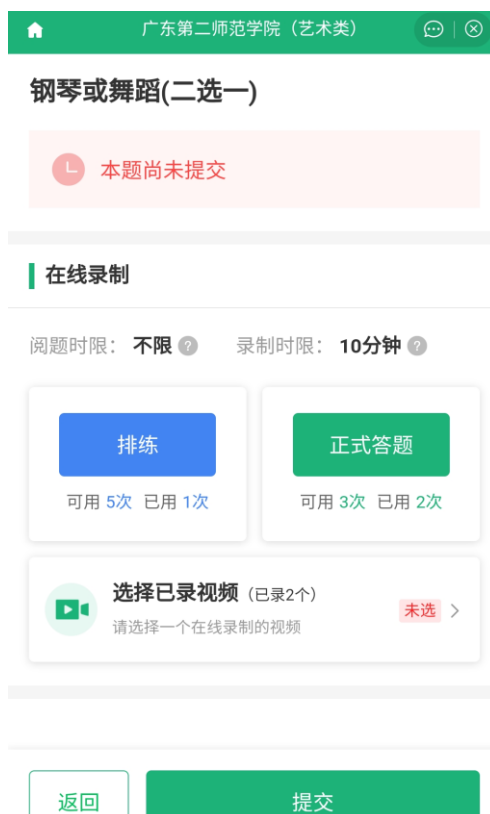 广东第二师范学院（艺术类）
钢琴或舞蹈(二选一)
本题尚未提交
在线录制
阅题时限： 不限 ? 录制时限： 10分钟 ?
排练 正式答题
可用 5次 已用 1次 可用 3次 已用 2次
选择已录视频（已录2个）
未选
请选择一个在线录制的视频
返回 提交